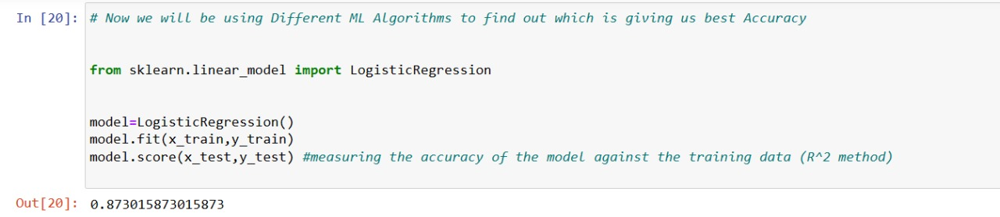 In [20]: # Now we will be using Different ML Algorithms to find out which is giving us best Accuracy
from sklearn.linear_model import LogisticRegression
model=LogisticRegression()
model.fit(x_train,y_train)
model.score(x_test,y_test) #measuring the accuracy of the model against the training data (R^2 method)
Out[20]: 0.873015873015873